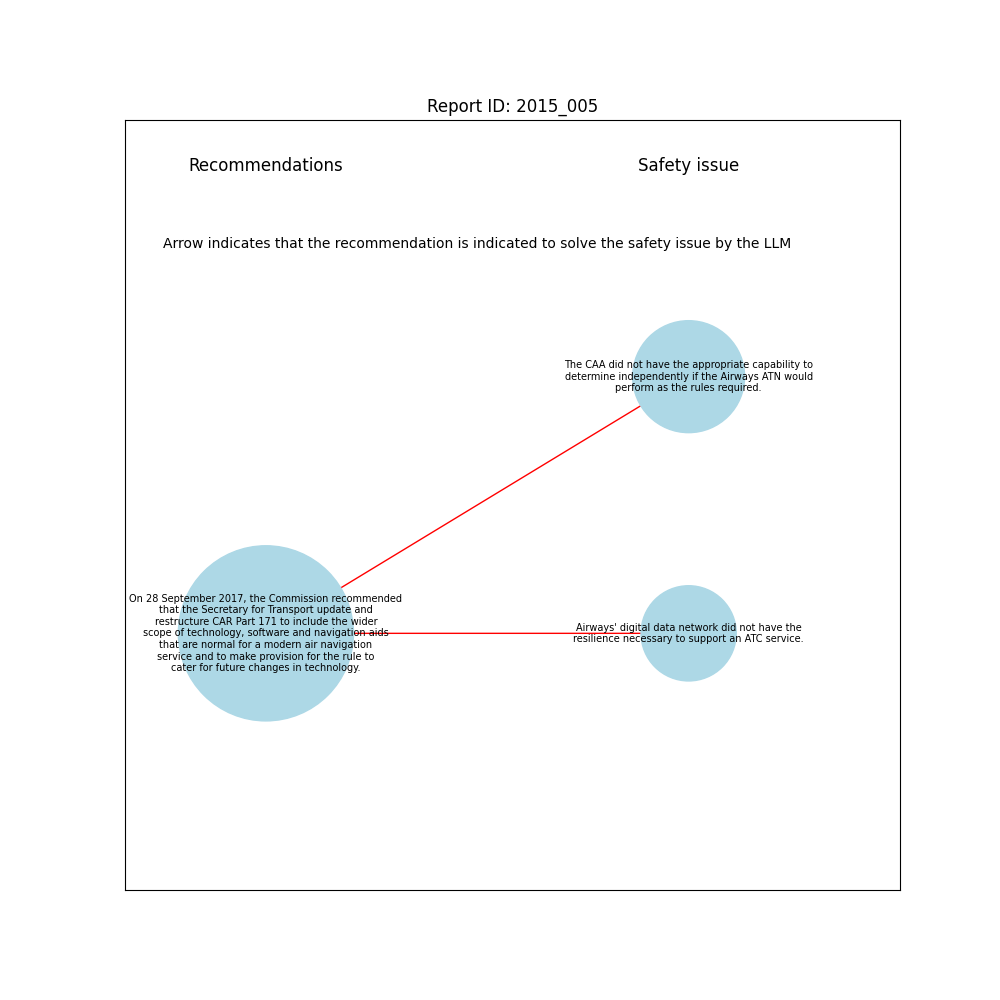 Report ID: 2015_005
Recommendations
Safety issue
Arrow indicates that the recommendation is indicated to solve the safety issue by the LLM
The CAA did not have the appropriate capability to
determine independently if the Airways ATN would
perform as the rules required.
On 28 September 2017, the Commission recommended
that the Secretary for Transport update and
restructure CAR Part 171 to include the wider
scope of technology, software and navigation aids
that are normal for a modern air navigation
service and to make provision for the rule to
cater for future changes in technology.
Airways' digital data network did not have the
resilience necessary to support an ATC service.